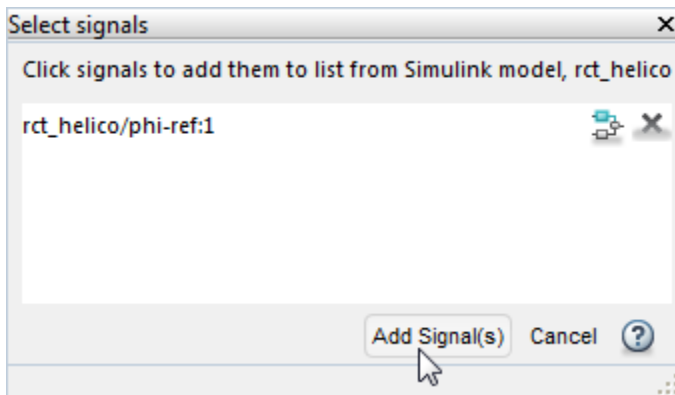 Select signals
Click signals to add them to list from Simulink model, rct_helico
rct_helico/phi-ref:1
Add Signal(s) Cancel ?